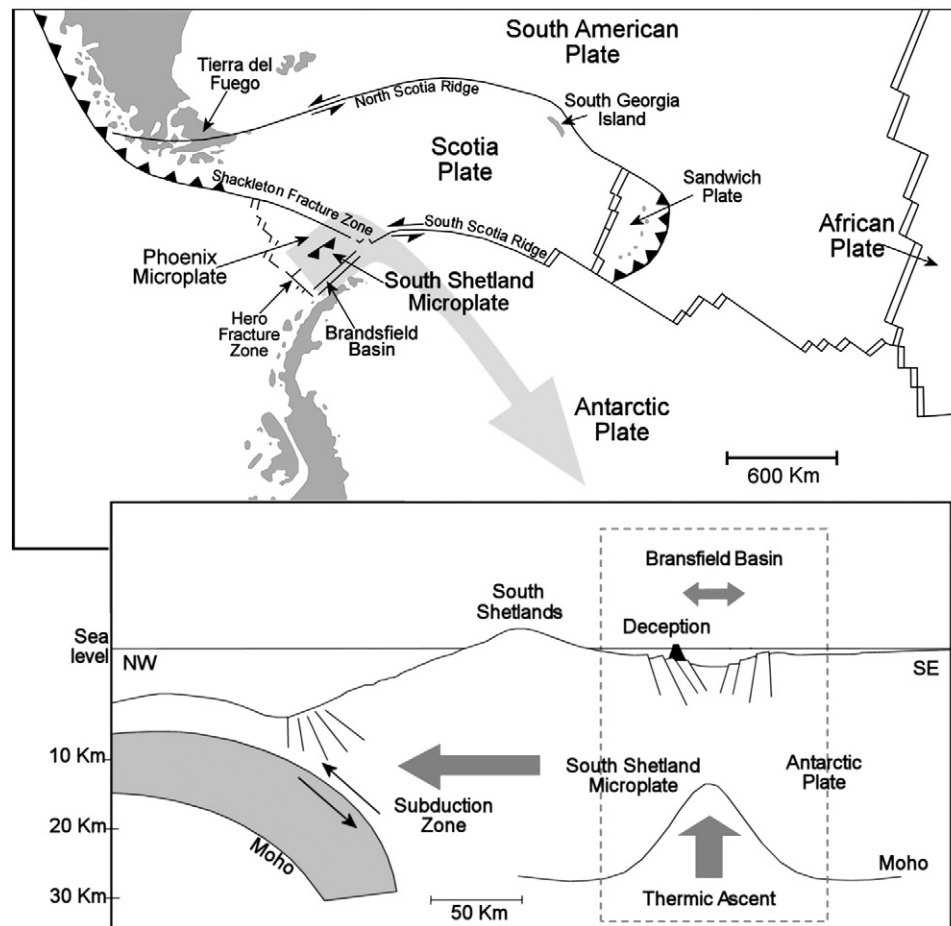 South American
Plate
Tierra del
Fuego
North Scotia Ridge
South Georgia
Island
Scotia
Plate
Shackleton Fracture Zone
Sandwich
Plate
South Scotia Ridge
African
Plate
Phoenix
Microplate
South Shetland
Microplate
Hero
Fracture
Zone
Brandsfield
Basin
Antarctic
Plate
600 Km
Bransfield Basin
South
Shetlands
Deception
Sea
level
NW
SE
10 Km
20 Km
30 Km
South Shetland
Microplate
Antarctic
Plate
Subduction
Zone
Moho
Moho
Thermic Ascent
50 Km